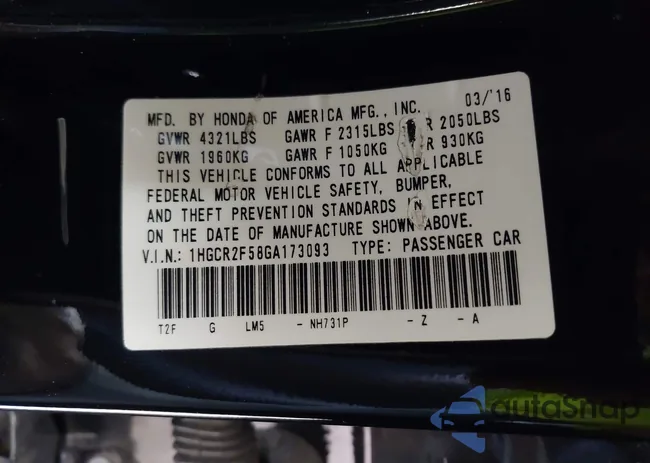 MFD. BY HONDA OF AMERICA MFG., INC. 03/'16
GVWR 4321LBS GAWR F 2315LBS R 2050LBS
GVWR 1960KG GAWR F 1050KG R 930KG
THIS VEHICLE CONFORMS TO ALL APPLICABLE
FEDERAL MOTOR VEHICLE SAFETY, BUMPER,
AND THEFT PREVENTION STANDARDS IN EFFECT
ON THE DATE OF MANUFACTURE SHOWN ABOVE.
V.I.N.: 1HGCR2F58GA173093 TYPE: PASSENGER CAR
T2F G LM5 - NH731P - Z - A
autoSnap